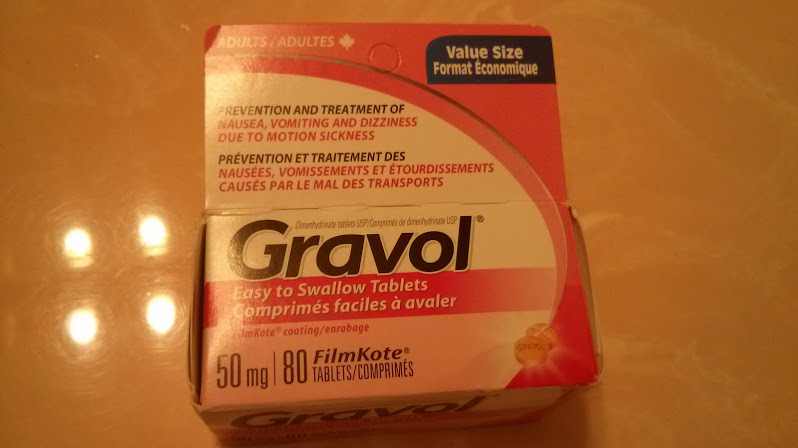 ADULTS / ADULTES
Value Size
Format Économique
PREVENTION AND TREATMENT OF
NAUSEA, VOMITING AND DIZZINESS
DUE TO MOTION SICKNESS
PRÉVENTION ET TRAITEMENT DES
NAUSÉES, VOMISSEMENTS ET ÉTOURDISSEMENTS
CAUSÉS PAR LE MAL DES TRANSPORTS
Dimenhydrinate tablets USP/Comprimés de dimenhydrinate USP
Gravol®
Easy to Swallow Tablets
Comprimés faciles à avaler
FilmKote® coating/enrobage
GRAVOL
50 mg | 80 FilmKote®
TABLETS/COMPRIMÉS
Gravol